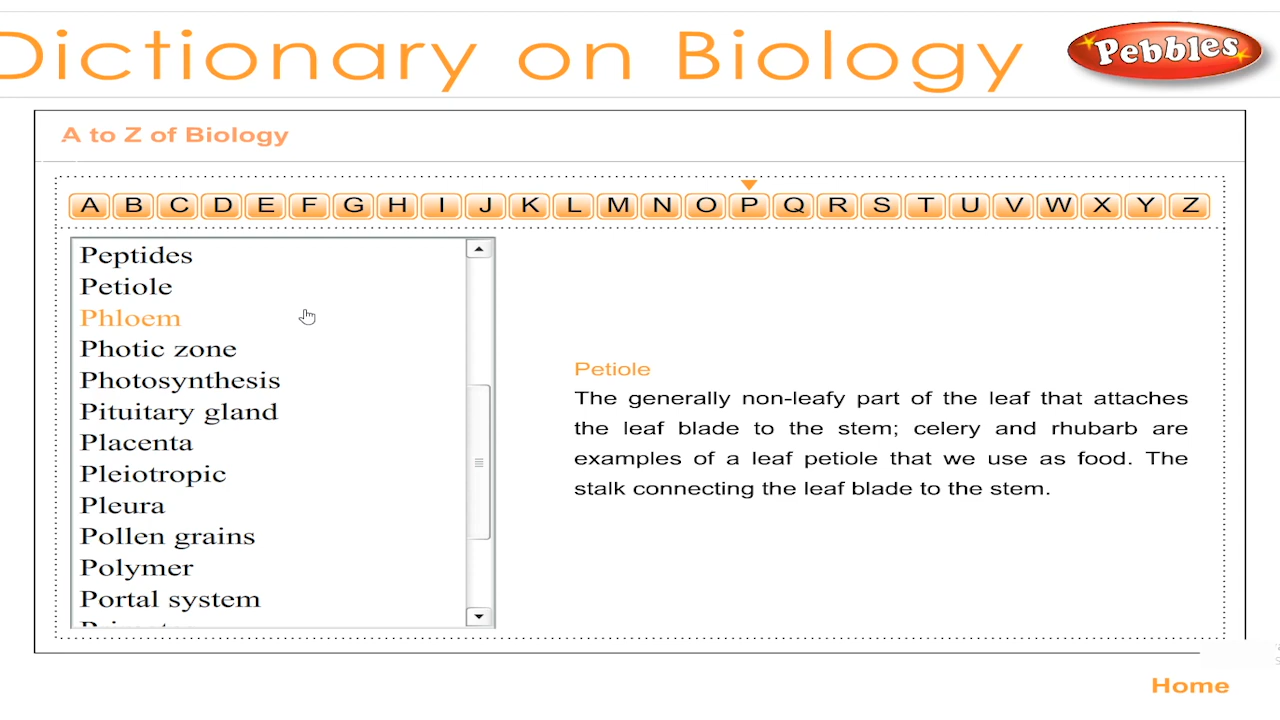 Dictionary on Biology
Pebbles
A to Z of Biology
A B C D E F G H I J K L M N O P Q R S T U V W X Y Z
Peptides
Petiole
Phloem
Photic zone
Photosynthesis
Pituitary gland
Placenta
Pleiotropic
Pleura
Pollen grains
Polymer
Portal system
Petiole
The generally non-leafy part of the leaf that attaches
the leaf blade to the stem; celery and rhubarb are
examples of a leaf petiole that we use as food. The
stalk connecting the leaf blade to the stem.
Home